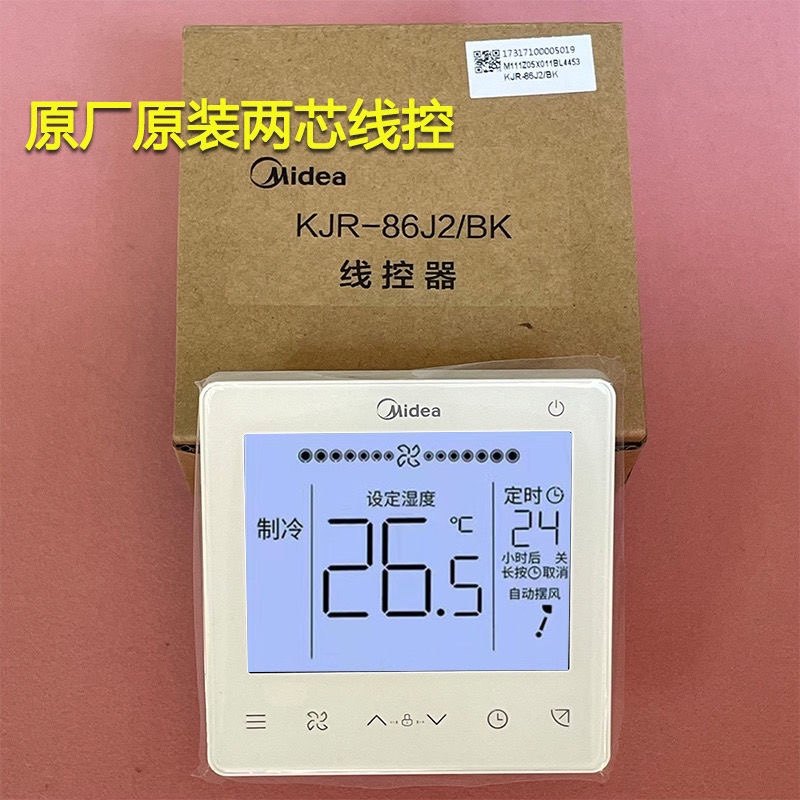 17317100005019
M111Z05X011BL4453
KJR-86J2/BK
原厂原装两芯线控
Midea
KJR-86J2/BK
线控器
Midea
制冷
设定湿度
26.5
℃
定时
24
小时后 关
长按取消
自动摆风